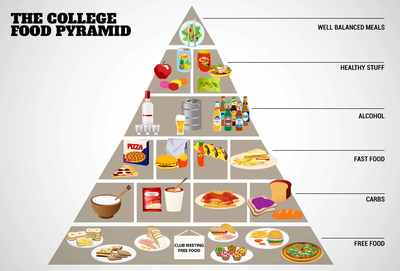 THE COLLEGE
FOOD PYRAMID
WELL BALANCED MEALS
HEALTHY STUFF
ALCOHOL
PIZZA
FAST FOOD
CARBS
CLUB MEETING
FREE FOOD
FREE FOOD